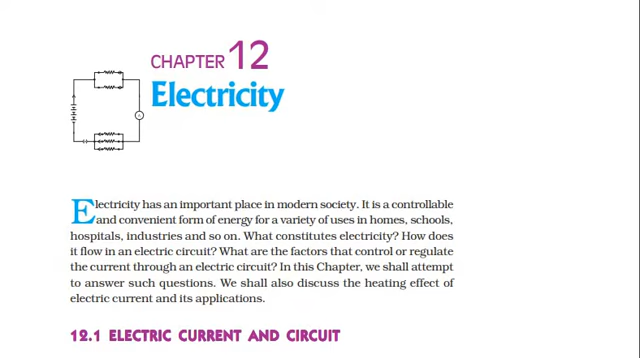 CHAPTER 12
Electricity
Electricity has an important place in modern society. It is a controllable
and convenient form of energy for a variety of uses in homes, schools,
hospitals, industries and so on. What constitutes electricity? How does
it flow in an electric circuit? What are the factors that control or regulate
the current through an electric circuit? In this Chapter, we shall attempt
to answer such questions. We shall also discuss the heating effect of
electric current and its applications.
12.1 ELECTRIC CURRENT AND CIRCUIT